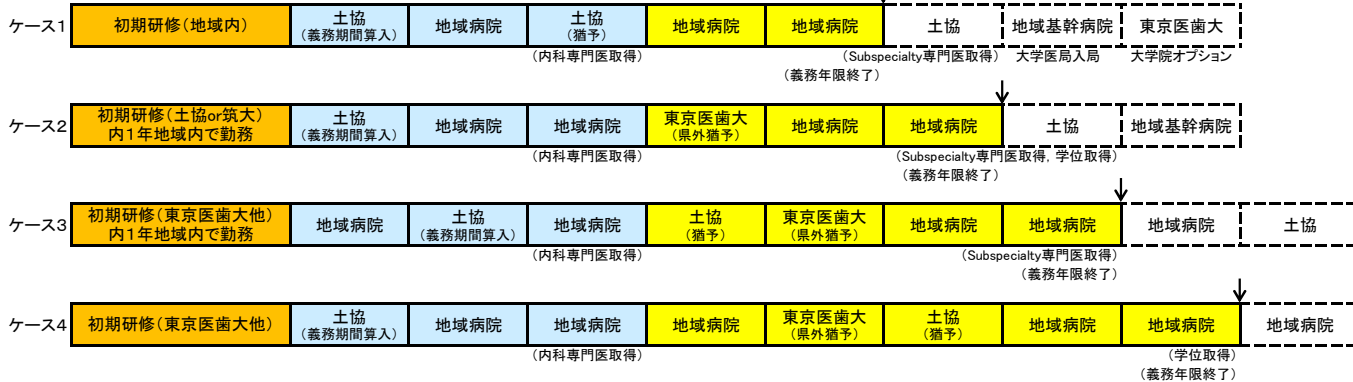 ケース1
初期研修(地域内)
土協
(義務期間算入)
地域病院
土協
(猶予)
地域病院
地域病院
土協
地域基幹病院
東京医歯大
(内科専門医取得)
(Subspecialty専門医取得)
大学医局入局
大学院オプション
(義務年限終了)
ケース2
初期研修(土協or筑大)
内1年地域内で勤務
土協
(義務期間算入)
地域病院
地域病院
東京医歯大
(県外猶予)
地域病院
地域病院
土協
地域基幹病院
(内科専門医取得)
(Subspecialty専門医取得, 学位取得)
(義務年限終了)
ケース3
初期研修(東京医歯大他)
内1年地域内で勤務
地域病院
土協
(義務期間算入)
地域病院
土協
(猶予)
東京医歯大
(県外猶予)
地域病院
地域病院
地域病院
土協
(内科専門医取得)
(Subspecialty専門医取得)
(義務年限終了)
ケース4
初期研修(東京医歯大他)
土協
(義務期間算入)
地域病院
地域病院
地域病院
東京医歯大
(県外猶予)
土協
(猶予)
地域病院
地域病院
地域病院
(内科専門医取得)
(学位取得)
(義務年限終了)